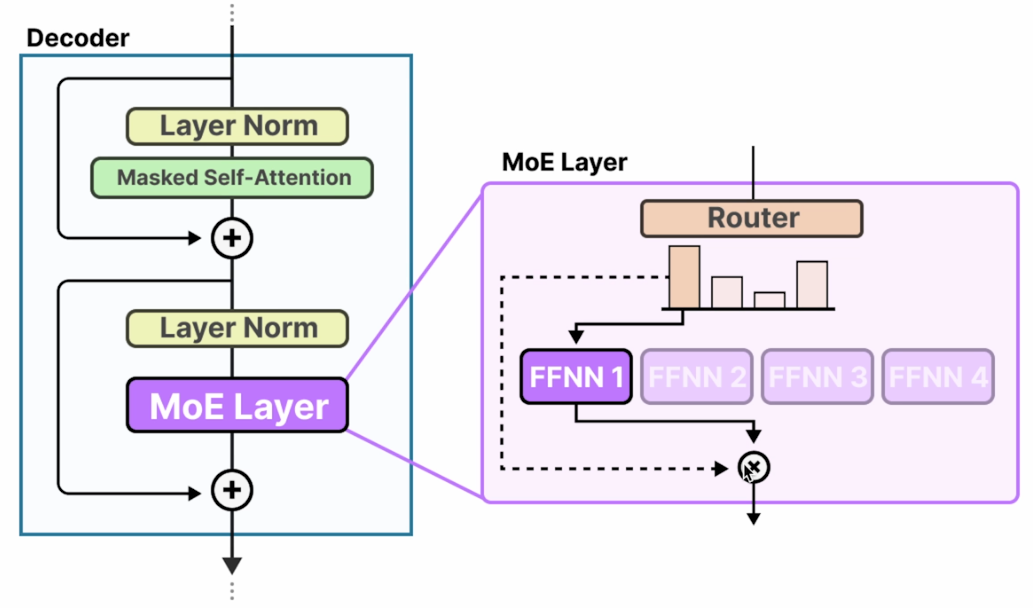 Decoder
Layer Norm
Masked Self-Attention
+
Layer Norm
MoE Layer
+
MoE Layer
Router
FFNN 1
FFNN 2
FFNN 3
FFNN 4
×